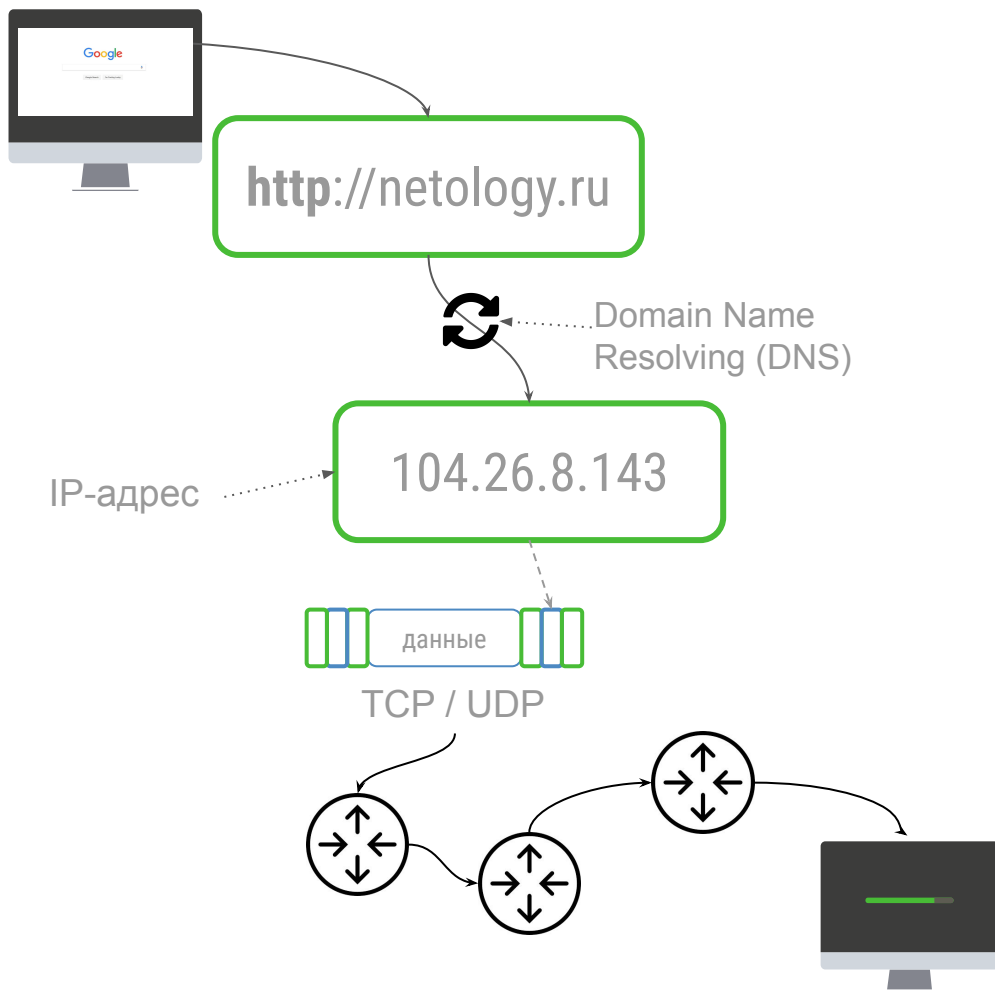 Google
http://netology.ru
Domain Name
Resolving (DNS)
104.26.8.143
IP-адрес
данные
TCP / UDP